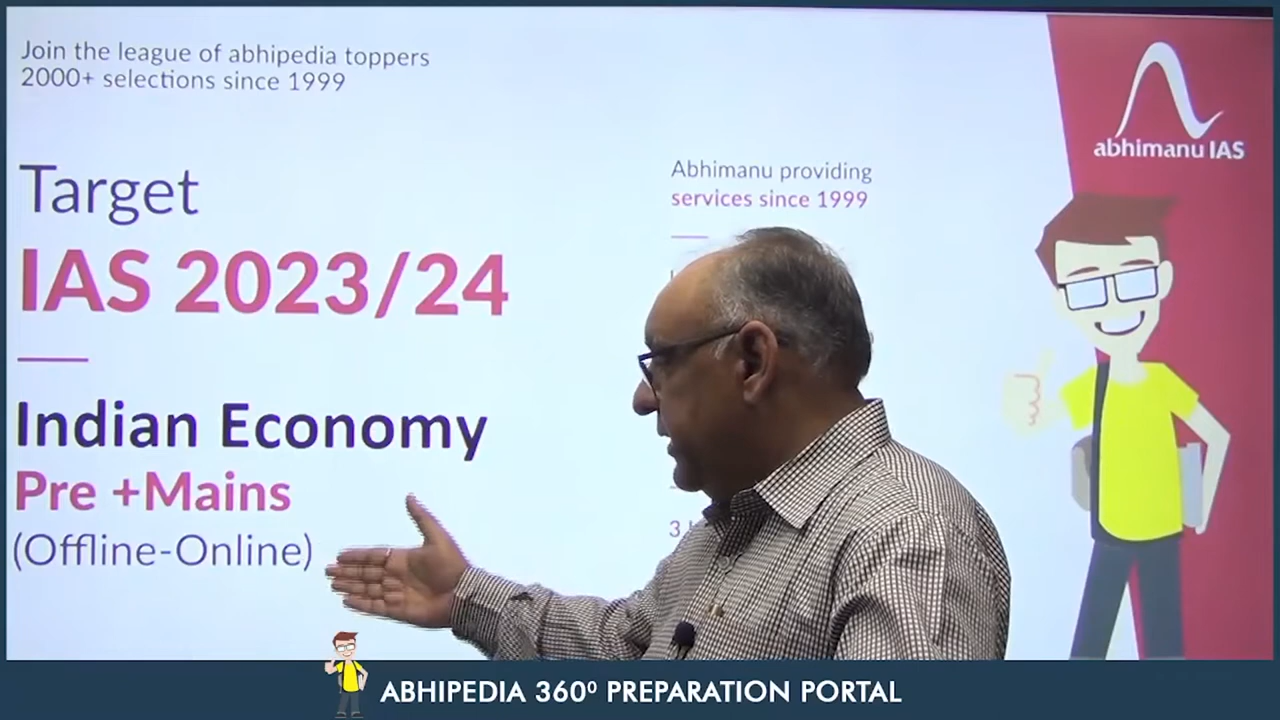 Join the league of abhipedia toppers
2000+ selections since 1999
Target
IAS 2023/24
Indian Economy
Pre +Mains
(Offline-Online)
Abhimanu providing
services since 1999
3
abhimanu IAS
ABHIPEDIA 360⁰ PREPARATION PORTAL